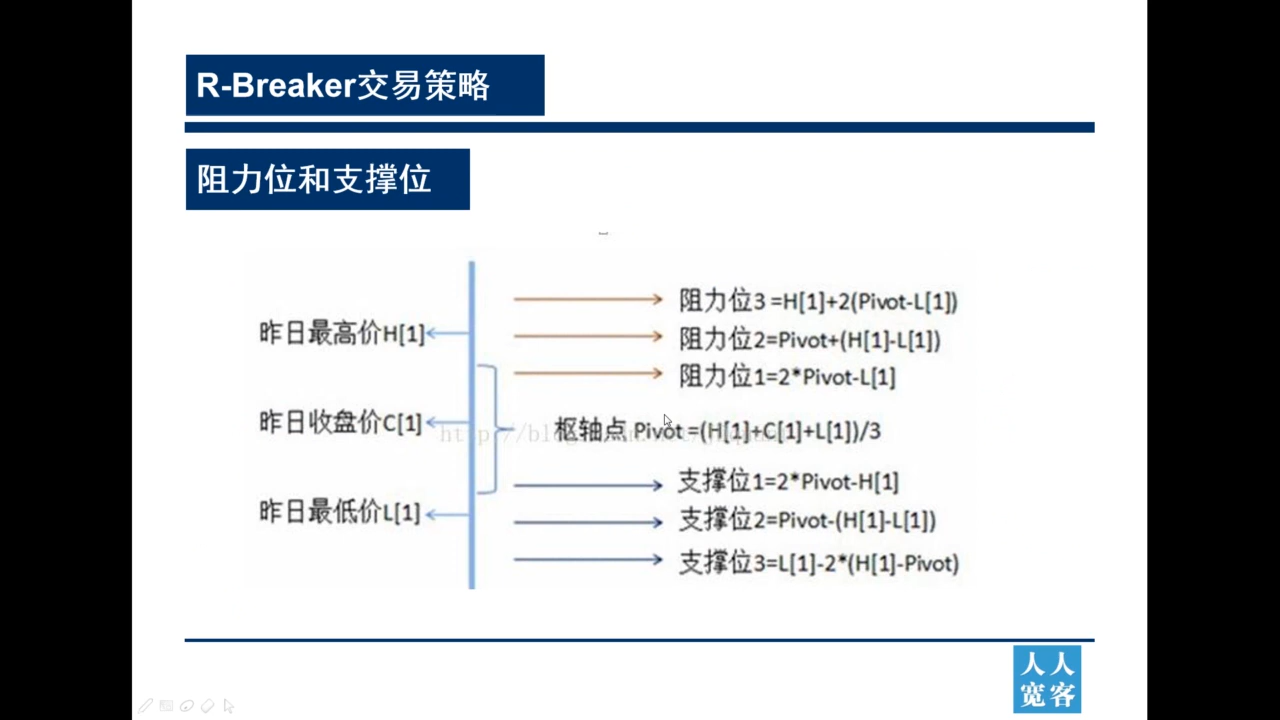 R-Breaker交易策略
阻力位和支撑位
阻力位3 =H[1]+2(Pivot-L[1])
昨日最高价H[1]
阻力位2=Pivot+(H[1]-L[1])
阻力位1=2*Pivot-L[1]
昨日收盘价C[1]
枢轴点 Pivot =(H[1]+C[1]+L[1])/3
支撑位1=2*Pivot-H[1]
昨日最低价L[1]
支撑位2=Pivot-(H[1]-L[1])
支撑位3=L[1]-2*(H[1]-Pivot)
人人
宽客